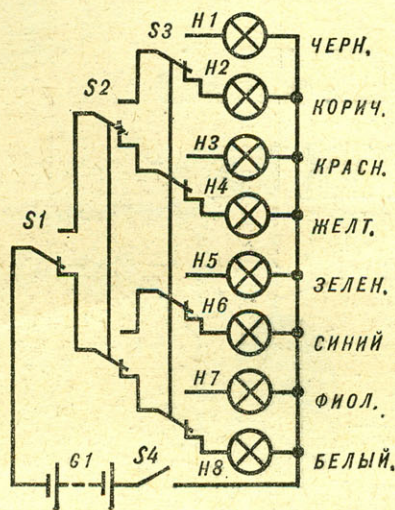 S3
H1
ЧЕРН.
H2
КОРИЧ.
S2
H3
КРАСН.
H4
ЖЕЛТ.
S1
H5
ЗЕЛЕН.
H6
СИНИЙ
H7
ФИОЛ.
G1
S4
H8
БЕЛЫЙ.